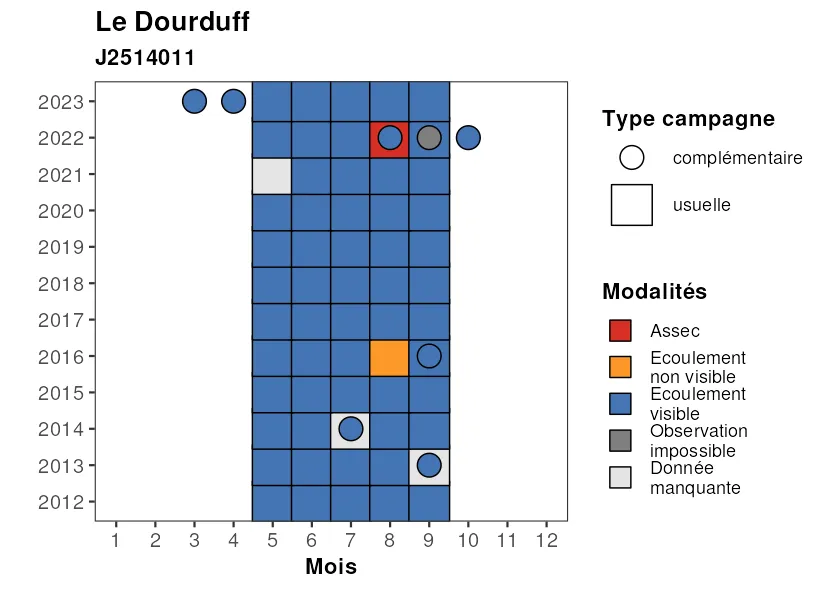 Le Dourduff
J2514011
2023
2022
2021
2020
2019
2018
2017
2016
2015
2014
2013
2012
1 2 3 4 5 6 7 8 9 10 11 12
Mois
Type campagne
complémentaire
usuelle
Modalités
Assec
Ecoulement
non visible
Ecoulement
visible
Observation
impossible
Donnée
manquante